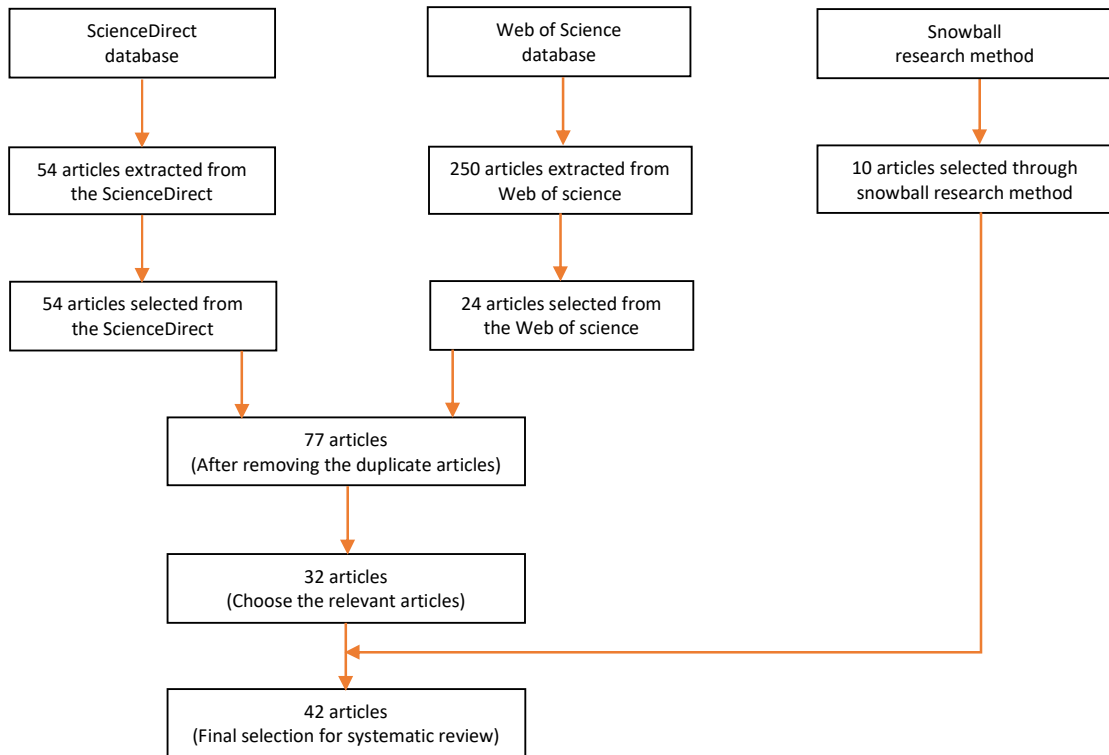 ScienceDirect
database
Web of Science
database
Snowball
research method
54 articles extracted from
the ScienceDirect
250 articles extracted from
Web of science
10 articles selected through
snowball research method
54 articles selected from
the ScienceDirect
24 articles selected from
the Web of science
77 articles
(After removing the duplicate articles)
32 articles
(Choose the relevant articles)
42 articles
(Final selection for systematic review)